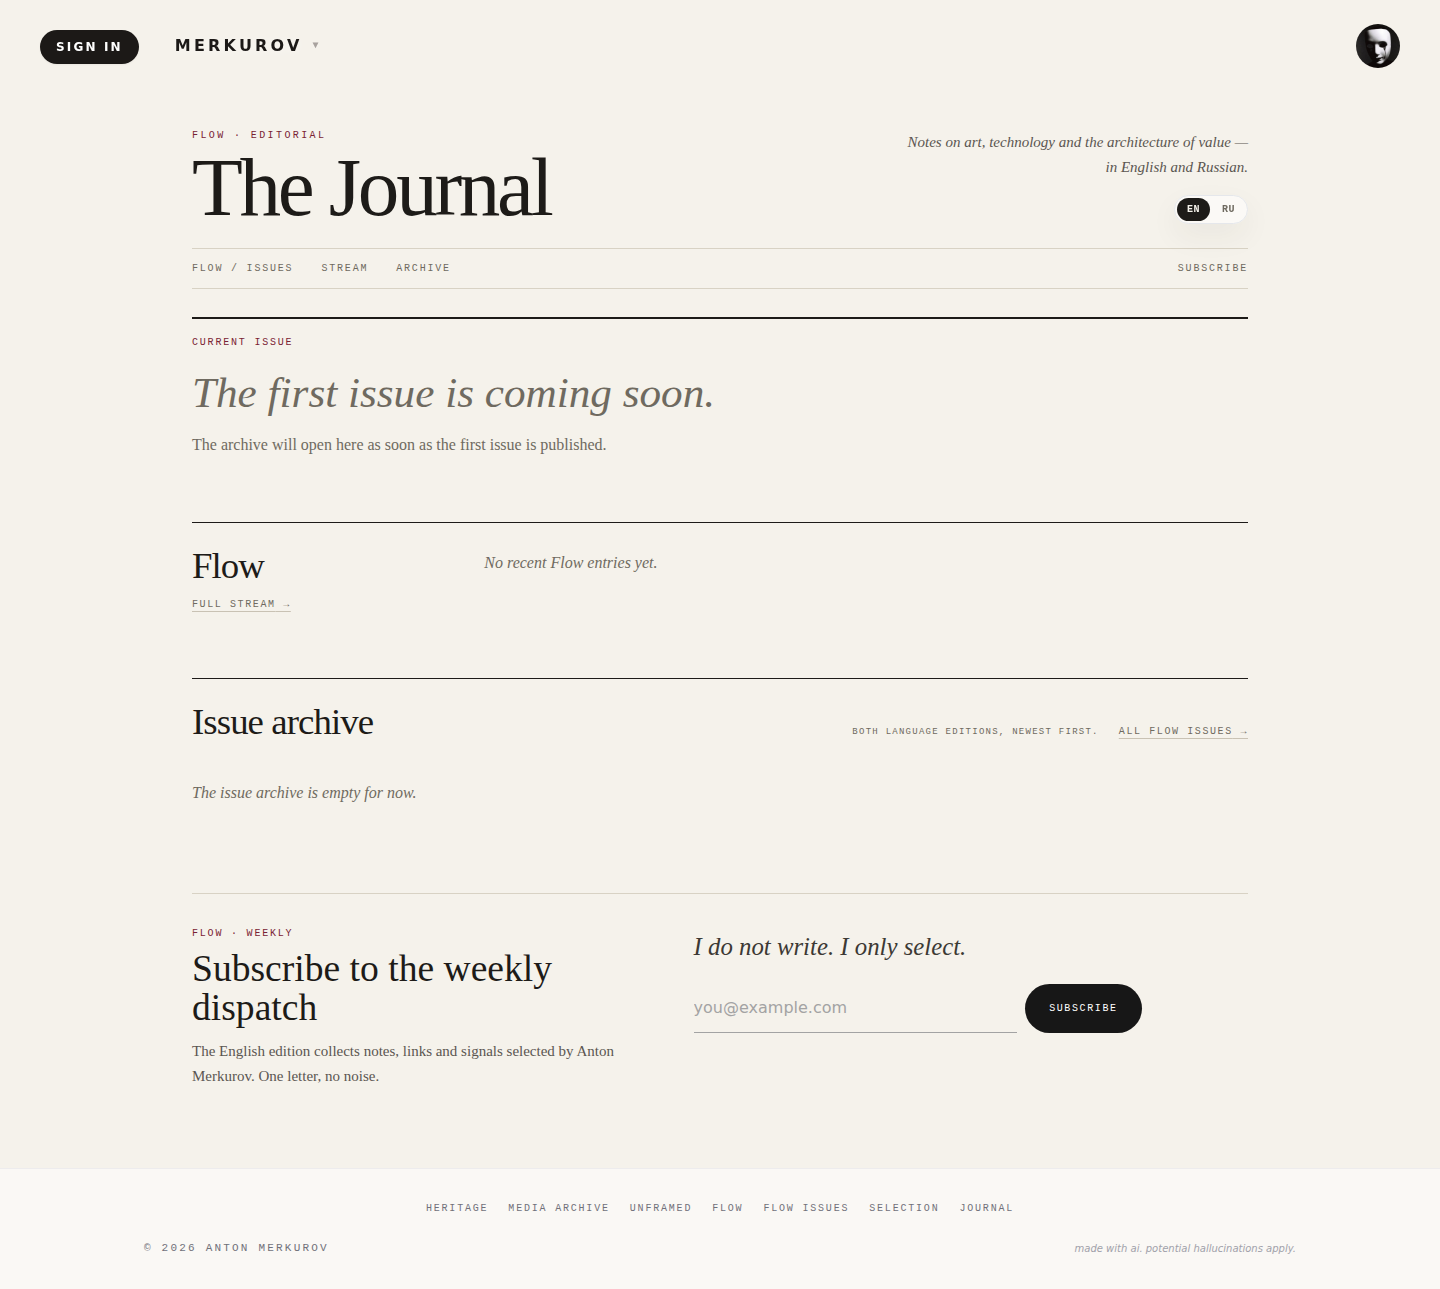 SIGN IN
MERKUROV ▼
FLOW · EDITORIAL
The Journal
Notes on art, technology and the architecture of value —
in English and Russian.
EN RU
FLOW / ISSUES STREAM ARCHIVE SUBSCRIBE
CURRENT ISSUE
The first issue is coming soon.
The archive will open here as soon as the first issue is published.
Flow
No recent Flow entries yet.
FULL STREAM →
Issue archive
BOTH LANGUAGE EDITIONS, NEWEST FIRST. ALL FLOW ISSUES →
The issue archive is empty for now.
FLOW · WEEKLY
Subscribe to the weekly
dispatch
The English edition collects notes, links and signals selected by Anton
Merkurov. One letter, no noise.
I do not write. I only select.
you@example.com SUBSCRIBE
HERITAGE MEDIA ARCHIVE UNFRAMED FLOW FLOW ISSUES SELECTION JOURNAL
© 2026 ANTON MERKUROV
made with ai. potential hallucinations apply.